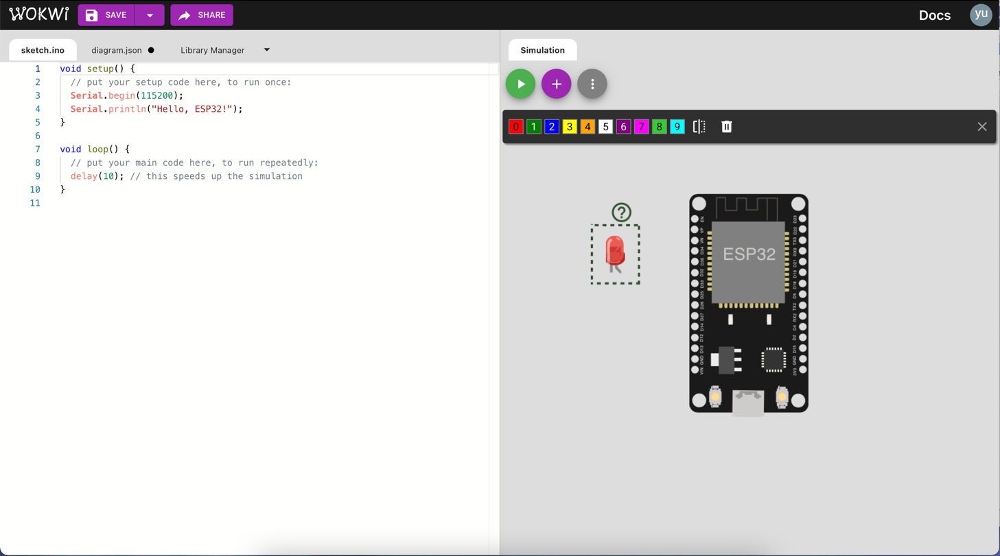 WOKWI SAVE SHARE Docs yu
sketch.ino diagram.json Library Manager Simulation
1 void setup() {
2 // put your setup code here, to run once:
3 Serial.begin(115200);
4 Serial.println("Hello, ESP32!");
5 }
6
7 void loop() {
8 // put your main code here, to run repeatedly:
9 delay(10); // this speeds up the simulation
10 }
11
+
0 1 2 3 4 5 6 7 8 9
?
ESP32
EN
VP
VN
D34
D35
D32
D33
D25
D26
D27
D14
D12
D13
GND
VIN
D23
D22
TX0
RX0
D21
D19
D18
D5
TX2
RX2
D4
D2
D15
GND
3V3